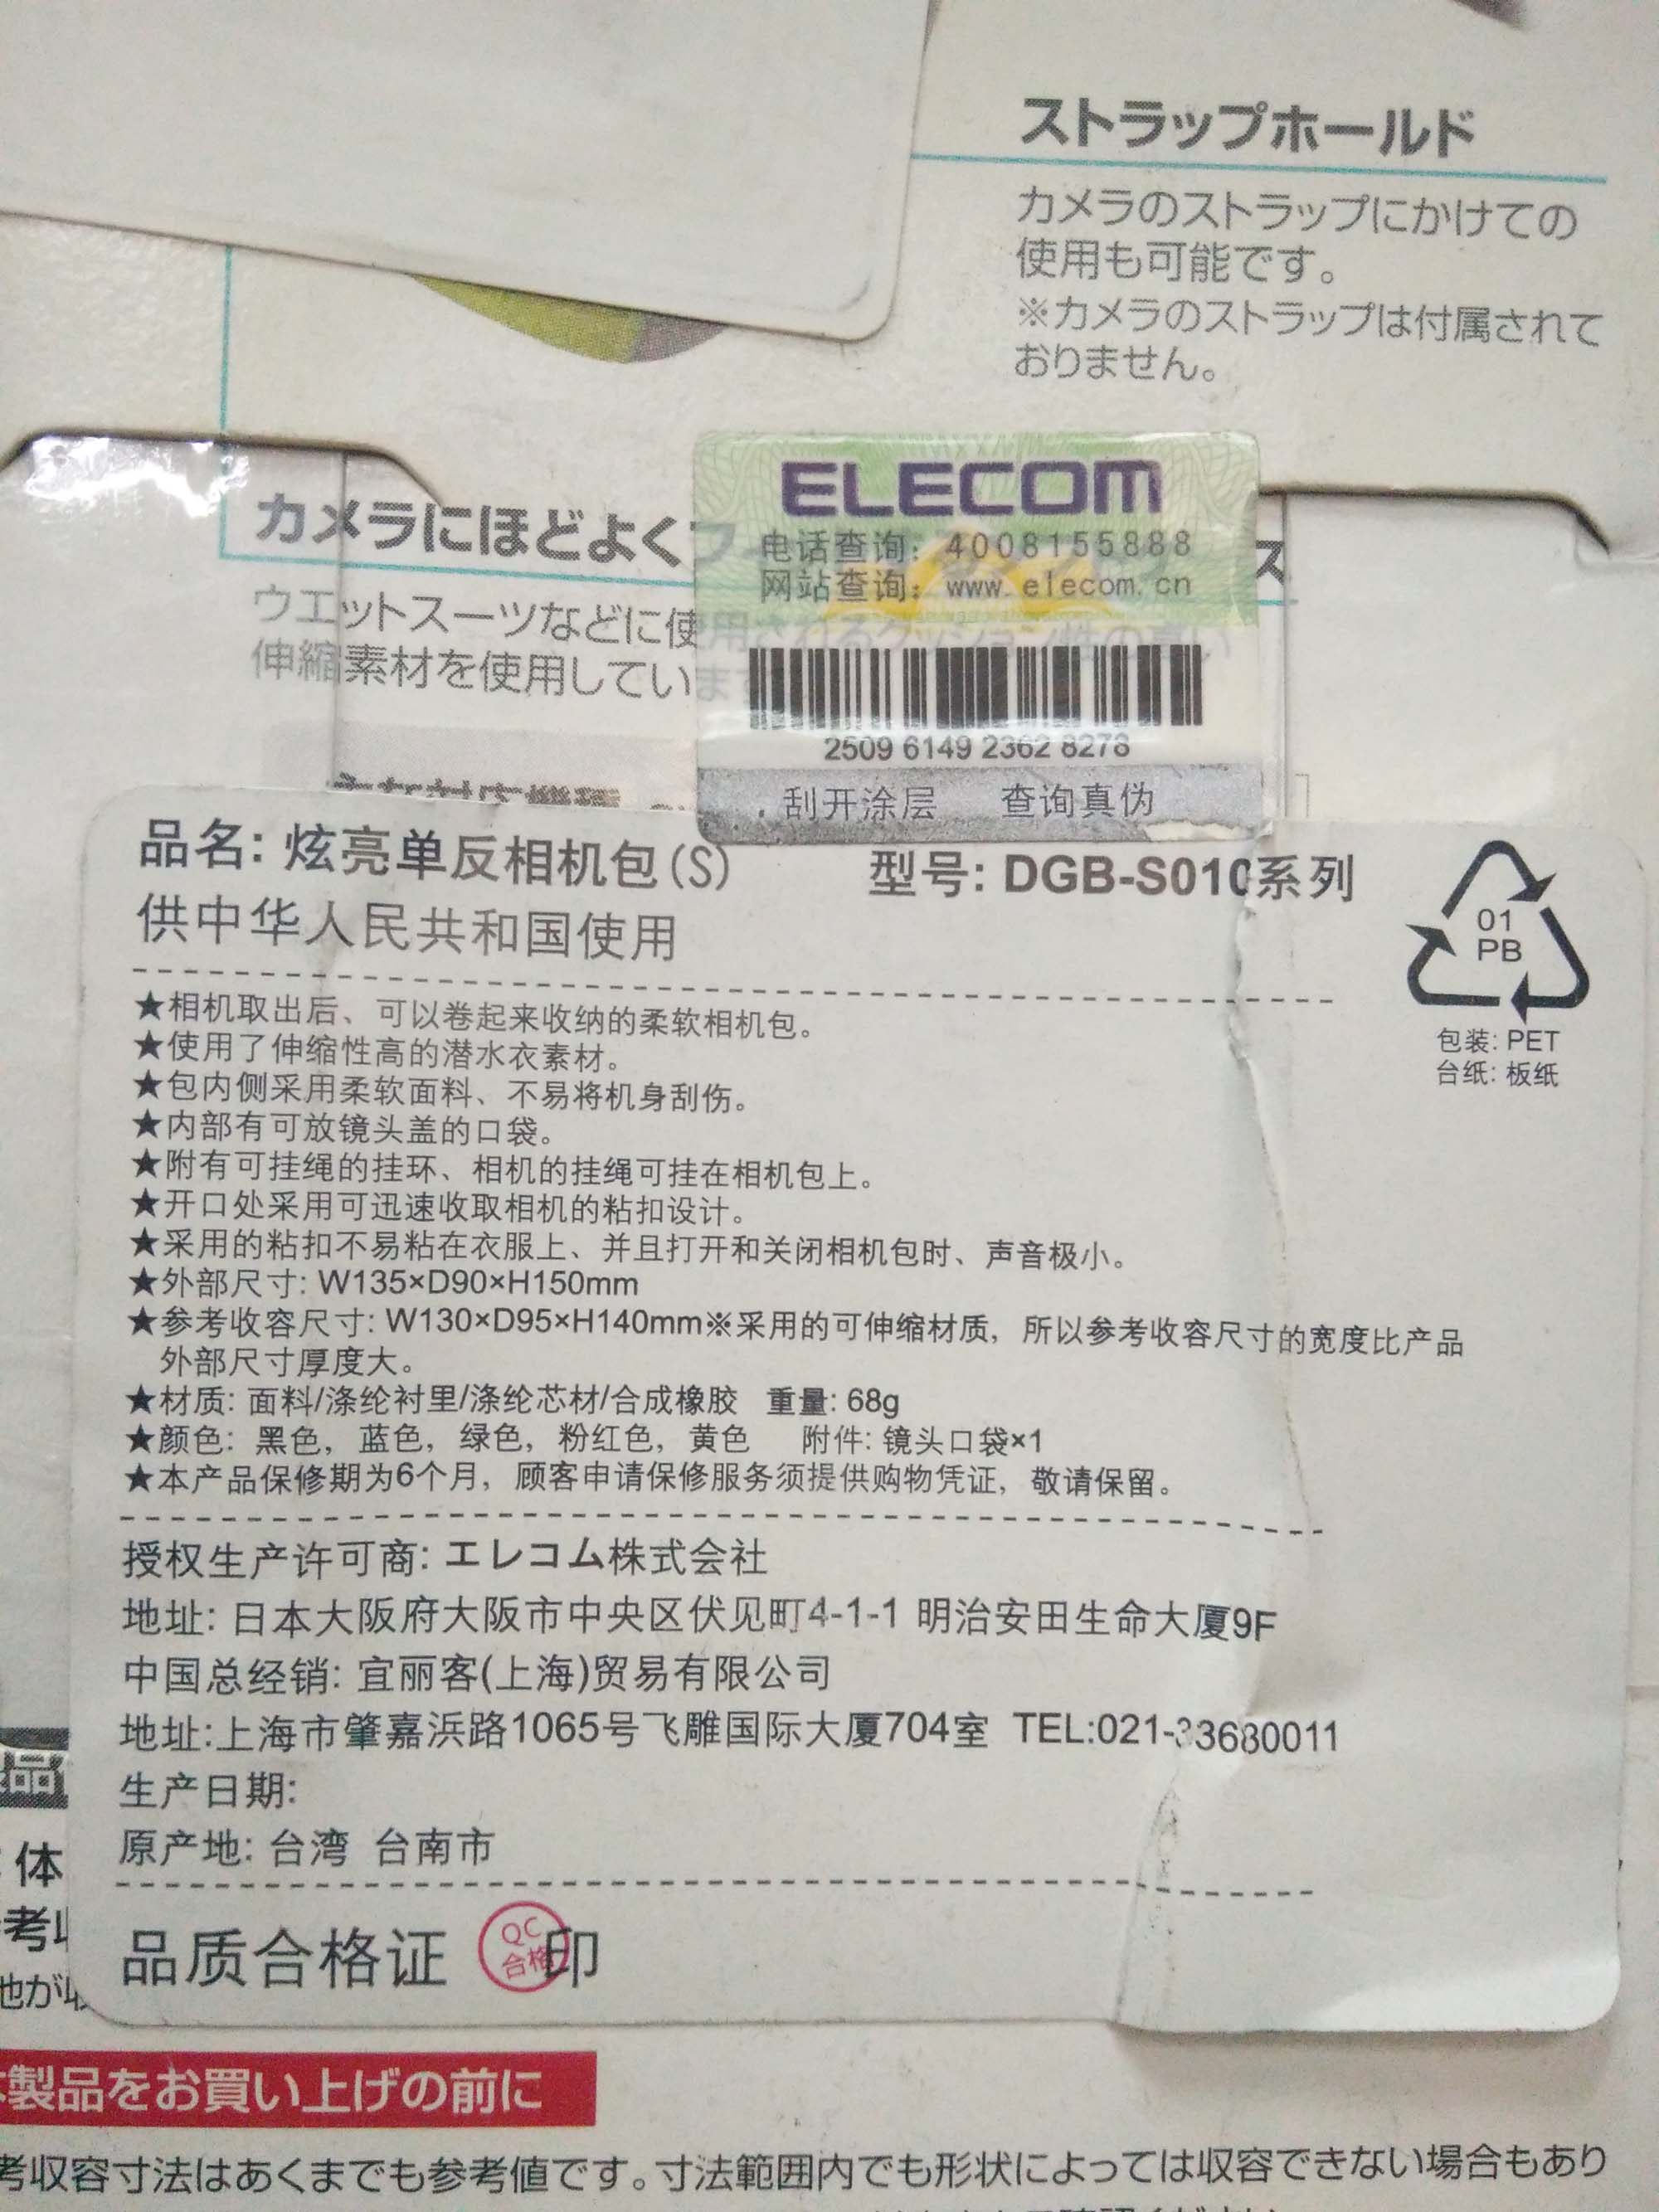 ストラップホールド
カメラのストラップにかけての
使用も可能です。
※カメラのストラップは付属されて
おりません。
カメラにほどよくフ
ス
ウエットスーツなどに使用されるクッション性の高い
伸縮素材を使用していま
ELECOM
电话查询: 4008155888
网站查询: www.elecom.cn
2509 6149 2362 8278
刮开涂层 查询真伪
品名: 炫亮单反相机包(S) 型号: DGB-S010系列
供中华人民共和国使用
01
PB
包装: PET
台纸: 板纸
★相机取出后、可以卷起来收纳的柔软相机包。
★使用了伸缩性高的潜水衣素材。
★包内侧采用柔软面料、不易将机身刮伤。
★内部有可放镜头盖的口袋。
★附有可挂绳的挂环、相机的挂绳可挂在相机包上。
★开口处采用可迅速收取相机的粘扣设计。
★采用的粘扣不易粘在衣服上、并且打开和关闭相机包时、声音极小。
★外部尺寸: W135×D90×H150mm
★参考收容尺寸: W130×D95×H140mm※采用的可伸缩材质, 所以参考收容尺寸的宽度比产品
外部尺寸厚度大。
★材质: 面料/涤纶衬里/涤纶芯材/合成橡胶 重量: 68g
★颜色: 黑色, 蓝色, 绿色, 粉红色, 黄色 附件: 镜头口袋×1
★本产品保修期为6个月, 顾客申请保修服务须提供购物凭证, 敬请保留。
授权生产许可商: エレコム株式会社
地址: 日本大阪府大阪市中央区伏见町4-1-1 明治安田生命大厦9F
中国总经销: 宜丽客(上海)贸易有限公司
地址:上海市肇嘉浜路1065号飞雕国际大厦704室 TEL:021-33680011
生产日期:
原产地: 台湾 台南市
品质合格证 印
QC
合格
品
体
考収
他が収
本製品をお買い上げの前に
考収容寸法はあくまでも参考値です。寸法範囲内でも形状によっては収容できない場合もあり